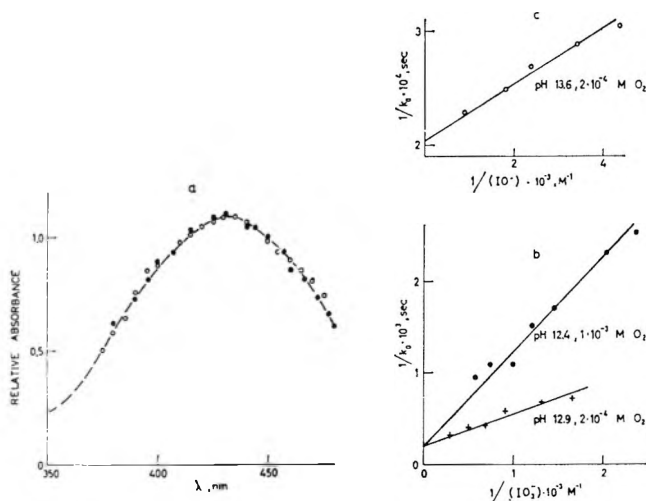 a
RELATIVE ABSORBANCE
1,0
0,5
0
350
400
450
λ, nm
c
1/k₀ · 10⁴, sec
3
2
pH 13.6, 2·10⁻⁴ M O₂
0
2
4
1/(IO⁻) · 10⁻³, M⁻¹
b
1/k₀ · 10³, sec
2
1
0
pH 12.4, 1·10⁻³ M O₂
pH 12.9, 2·10⁻⁴ M O₂
0
1
2
1/(IO₃⁻) · 10⁻³ M⁻¹